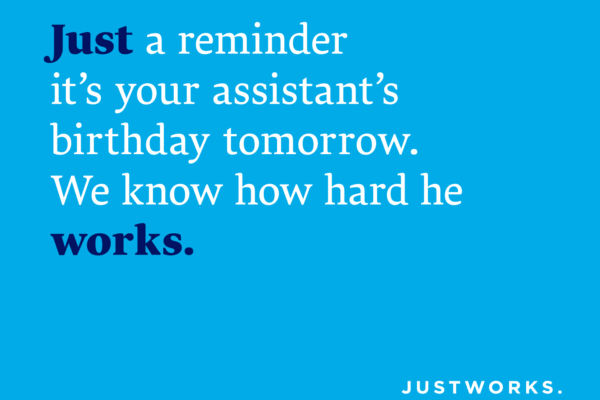 Just a reminder
it’s your assistant’s
birthday tomorrow.
We know how hard he
works.
JUSTWORKS.